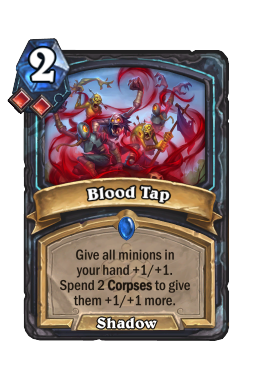 2
Blood Tap
Give all minions in
your hand +1/+1.
Spend 2 Corpses to give
them +1/+1 more.
Shadow